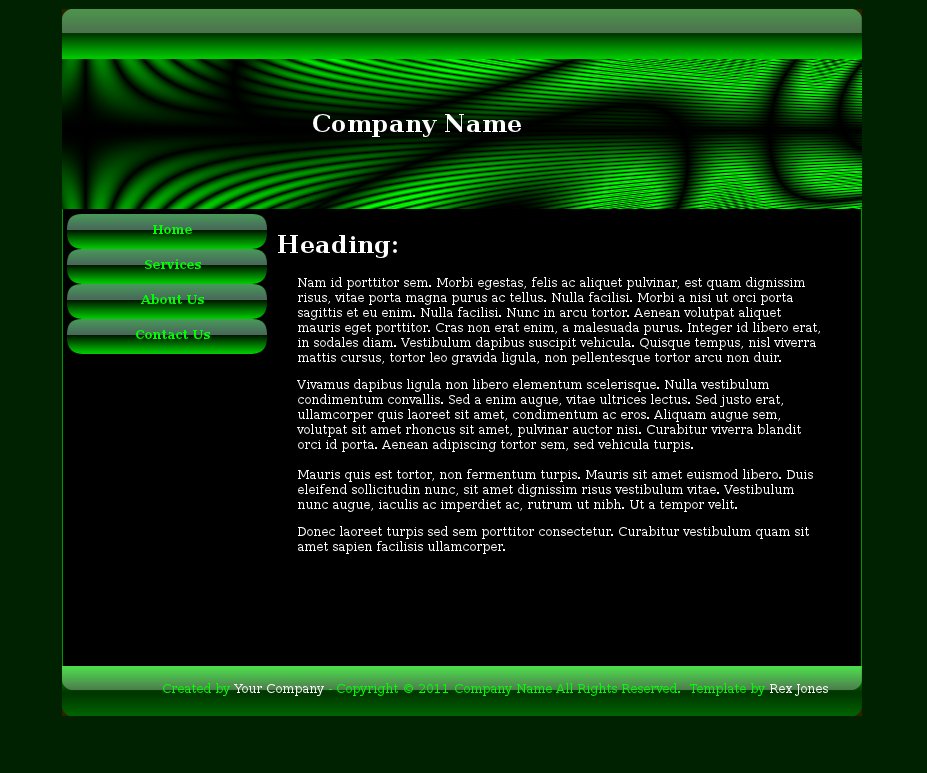 Company Name
Home
Services
About Us
Contact Us
Heading:
Nam id porttitor sem. Morbi egestas, felis ac aliquet pulvinar, est quam dignissim
risus, vitae porta magna purus ac tellus. Nulla facilisi. Morbi a nisi ut orci porta
sagittis et eu enim. Nulla facilisi. Nunc in arcu tortor. Aenean volutpat aliquet
mauris eget porttitor. Cras non erat enim, a malesuada purus. Integer id libero erat,
in sodales diam. Vestibulum dapibus suscipit vehicula. Quisque tempus, nisl viverra
mattis cursus, tortor leo gravida ligula, non pellentesque tortor arcu non duir.
Vivamus dapibus ligula non libero elementum scelerisque. Nulla vestibulum
condimentum convallis. Sed a enim augue, vitae ultrices lectus. Sed justo erat,
ullamcorper quis laoreet sit amet, condimentum ac eros. Aliquam augue sem,
volutpat sit amet rhoncus sit amet, pulvinar auctor nisi. Curabitur viverra blandit
orci id porta. Aenean adipiscing tortor sem, sed vehicula turpis.
Mauris quis est tortor, non fermentum turpis. Mauris sit amet euismod libero. Duis
eleifend sollicitudin nunc, sit amet dignissim risus vestibulum vitae. Vestibulum
nunc augue, iaculis ac imperdiet ac, rutrum ut nibh. Ut a tempor velit.
Donec laoreet turpis sed sem porttitor consectetur. Curabitur vestibulum quam sit
amet sapien facilisis ullamcorper.
Created by Your Company - Copyright © 2011 Company Name All Rights Reserved. Template by Rex Jones